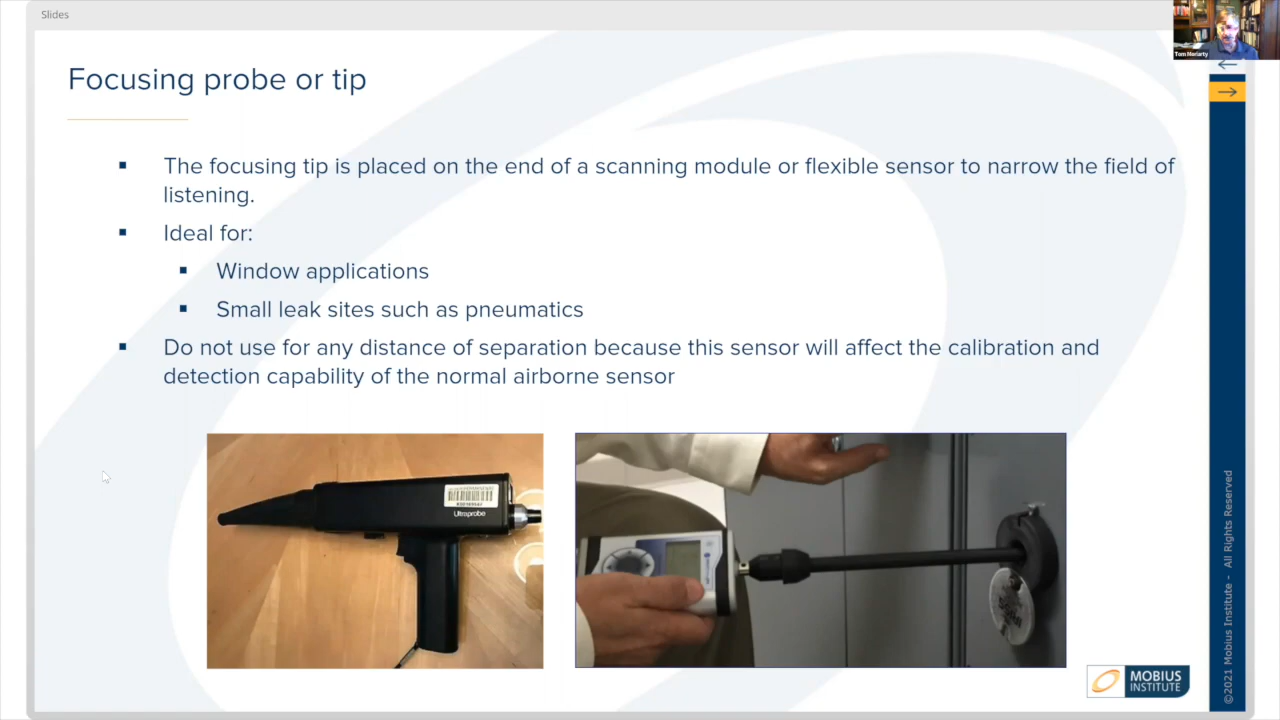 Slides
Tom Moriarty
Focusing probe or tip
▪ The focusing tip is placed on the end of a scanning module or flexible sensor to narrow the field of
listening.
▪ Ideal for:
▪ Window applications
▪ Small leak sites such as pneumatics
▪ Do not use for any distance of separation because this sensor will affect the calibration and
detection capability of the normal airborne sensor
Ultraprobe
MOBIUS
INSTITUTE
©2021 Mobius Institute - All Rights Reserved